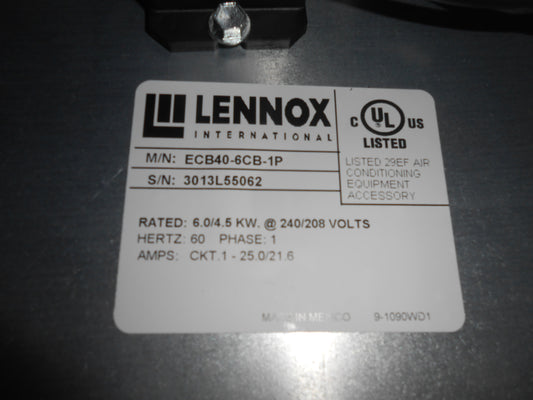 LENNOX
INTERNATIONAL
C UL US
LISTED
M/N: ECB40-6CB-1P
LISTED 29EF AIR
CONDITIONING
EQUIPMENT
ACCESSORY
S/N: 3013L55062
RATED: 6.0/4.5 KW. @ 240/208 VOLTS
HERTZ: 60 PHASE: 1
AMPS: CKT.1 - 25.0/21.6
MADE IN MEXICO 9-1090WD1